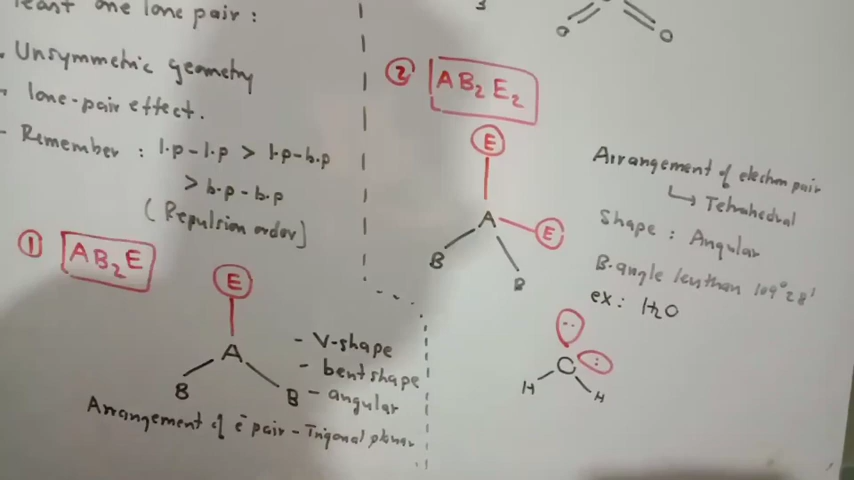 least one lone pair :
Unsymmetric geometry
lone-pair effect.
- Remember : l.p-l.p > l.p-b.p
> b.p-b.p
(Repulsion order)
① AB2E
E
A
B B
- V-shape
- bent shape
- angular
Arrangement of e- pair - Trigonal planar
3
O O
② AB2E2
E
A E
B B
Arrangement of electron pair
↳ Tetrahedral
Shape : Angular
B.angle less than 109°28'
ex: H2O
..
O :
H H